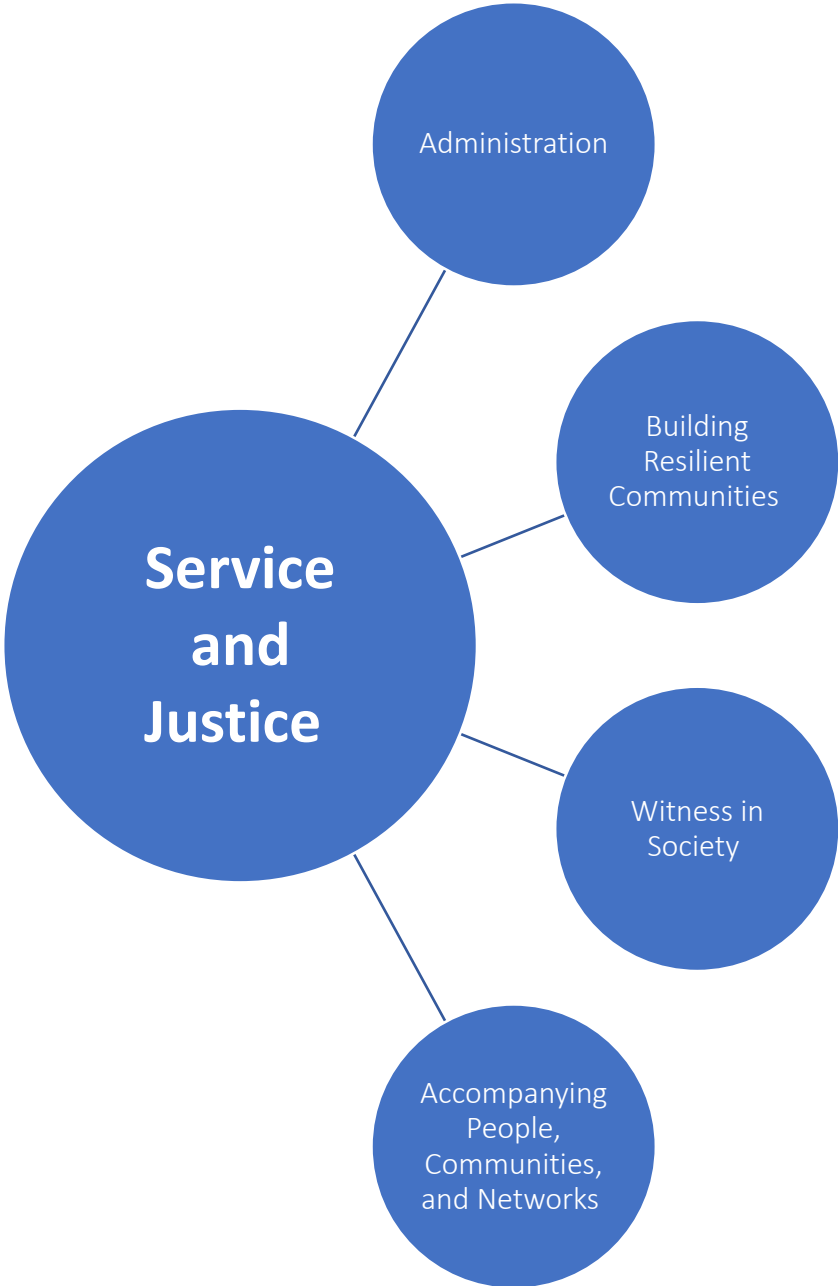 Administration
Building
Resilient
Communities
Service
and
Justice
Witness in
Society
Accompanying
People,
Communities,
and Networks